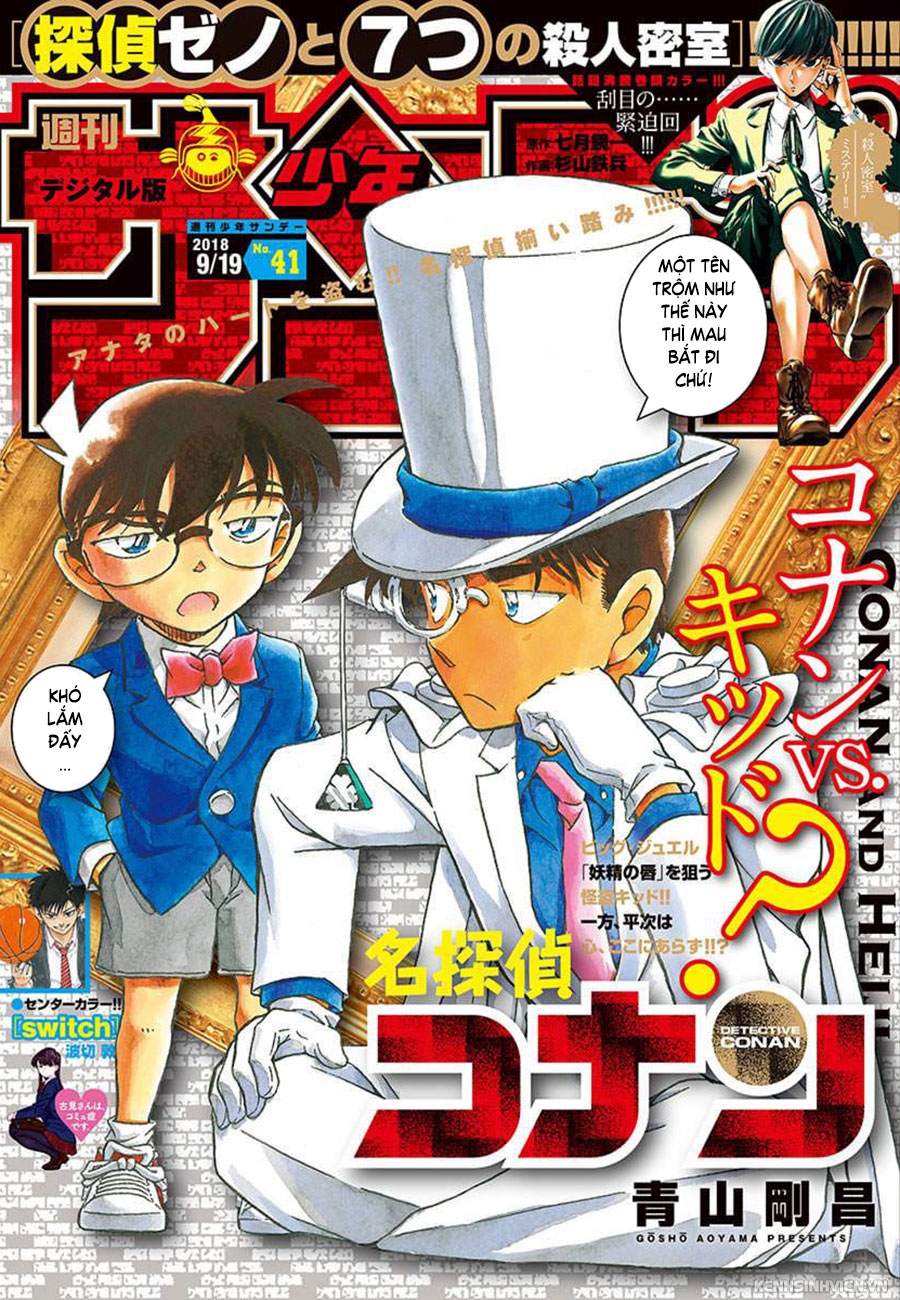 [探偵ゼノと7つの殺人密室]!!!!!!!!
話題沸騰巻頭カラー!!!
刮目の……
緊迫回
!!!
原作 七月鏡一
作画 杉山鉄兵
“殺人密室”
ミステリー!!
週刊
少年
サンデー
デジタル版
週刊少年サンデー
2018
9/19
No.
41
アナタのハートを盗む!! 名探偵揃い踏み!!!!!!
MỘT TÊN
TRỘM NHƯ
THẾ NÀY
THÌ MAU
BẮT ĐI
CHỨ!
KHÓ
LẮM
ĐẤY
...
コナンvs.
キッド?
CONAN AND HEIJI
ビッグ・ジュエル
「妖精の唇」を狙う
怪盗キッド!!
一方、平次は
心、ここにあらず!!?
名探偵
コナン
DETECTIVE
CONAN
青山剛昌
GŌSHŌ AOYAMA PRESENTS
●センターカラー!!
[switch]
波切 敦
古見さんは、
コミュ症
です。
KENHSINHVIEN.VN